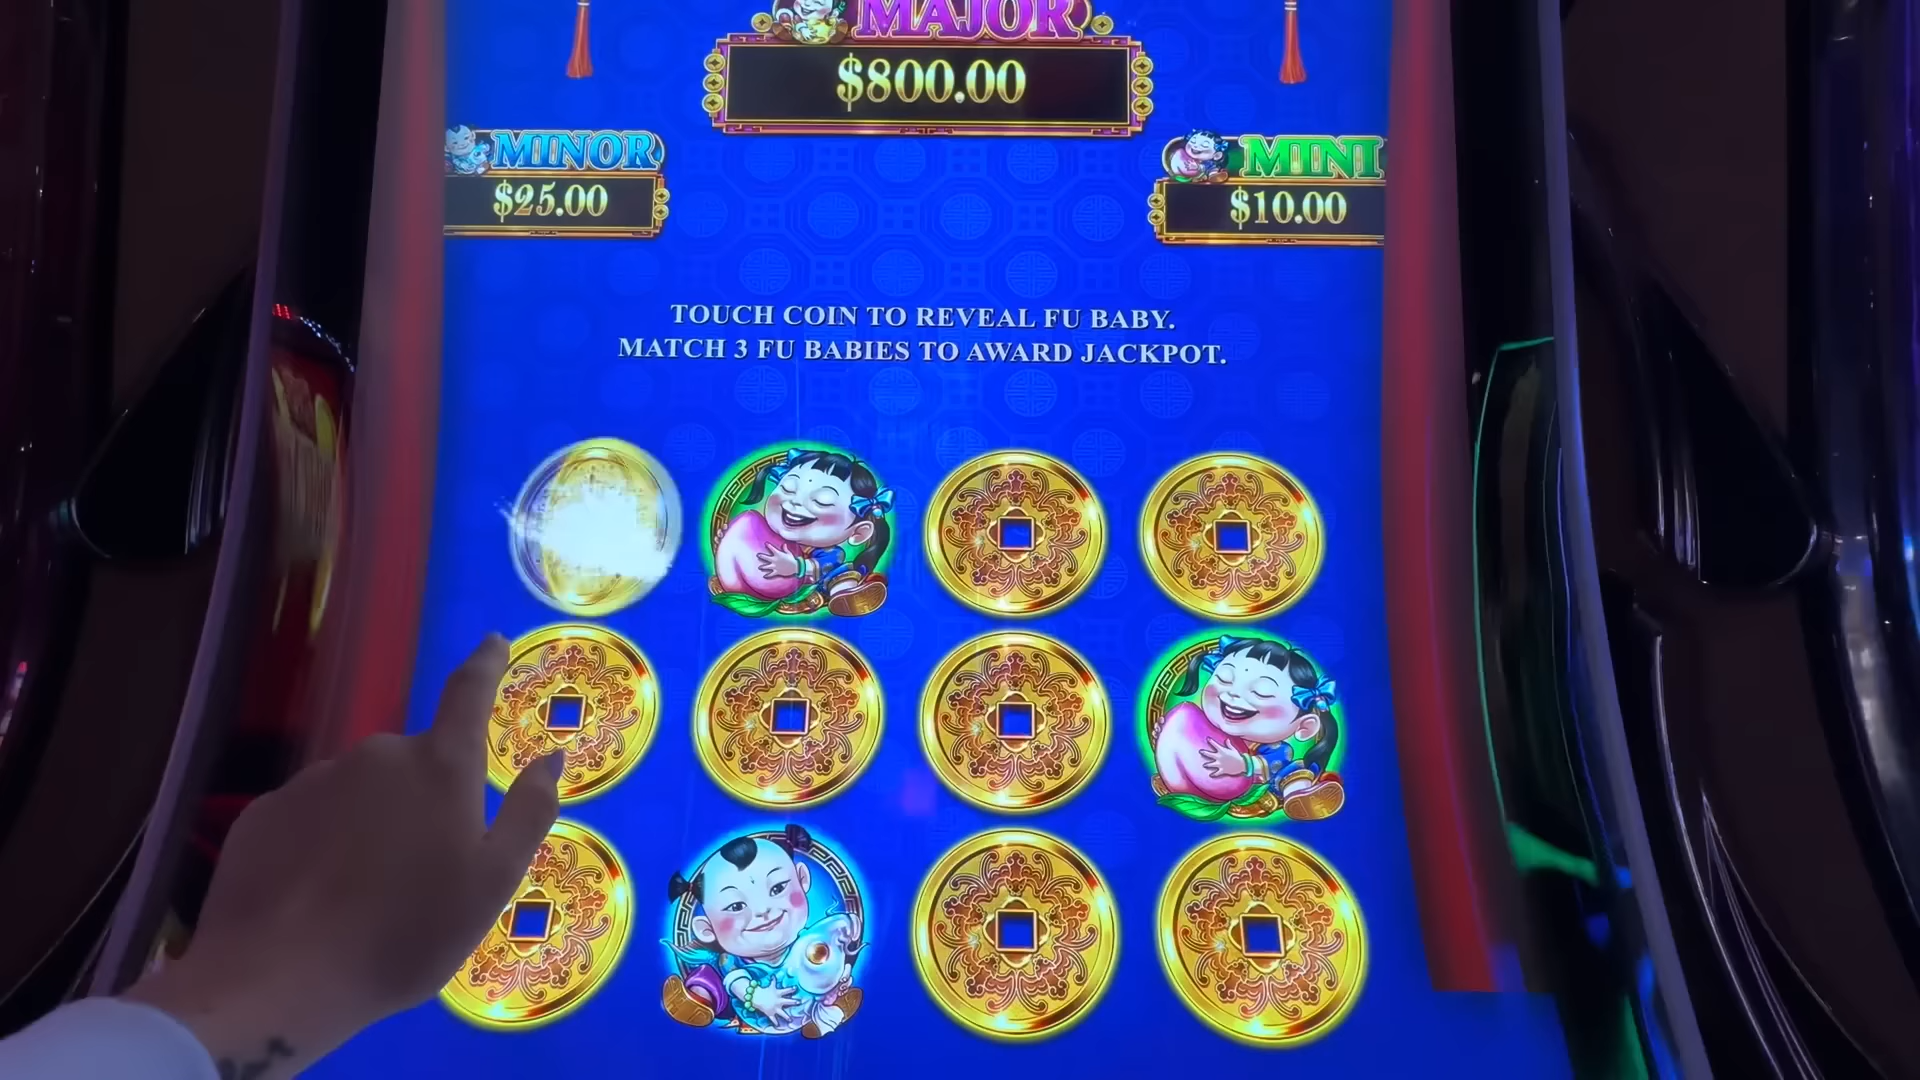 MAJOR
$800.00
MINOR
$25.00
MINI
$10.00
TOUCH COIN TO REVEAL FU BABY.
MATCH 3 FU BABIES TO AWARD JACKPOT.